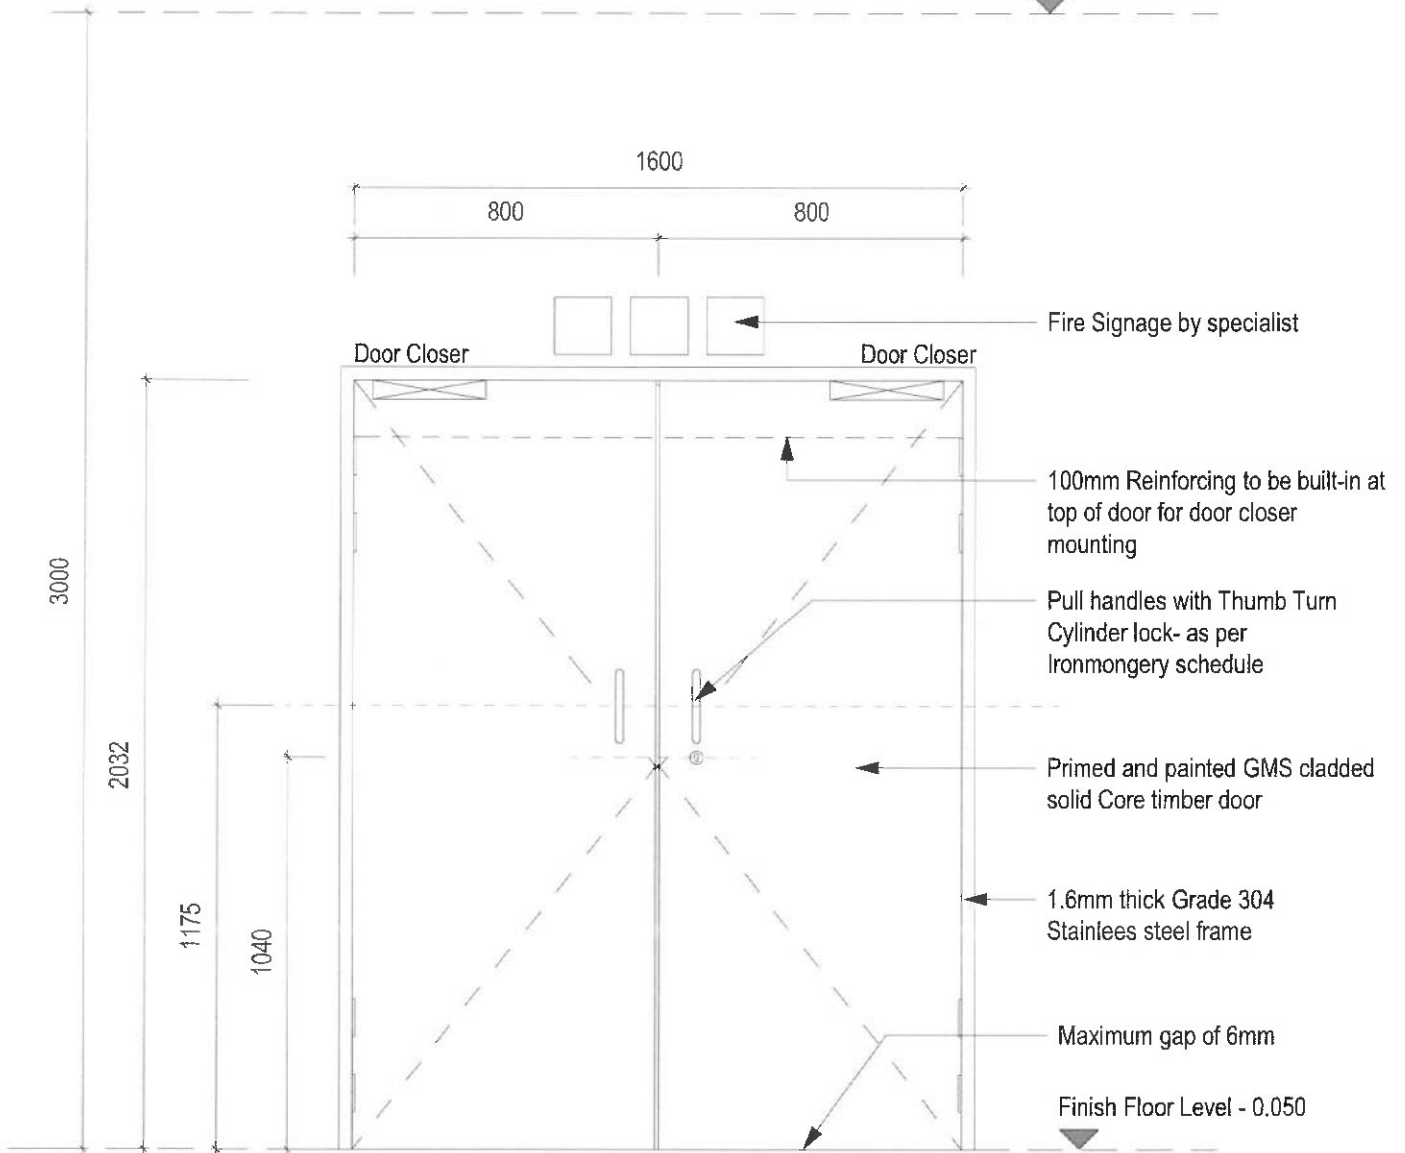 1600
800
800
Fire Signage by specialist
Door Closer
Door Closer
100mm Reinforcing to be built-in at
top of door for door closer
mounting
3000
Pull handles with Thumb Turn
Cylinder lock- as per
Ironmongery schedule
2032
Primed and painted GMS cladded
solid Core timber door
1175
1040
1.6mm thick Grade 304
Stainlees steel frame
Maximum gap of 6mm
Finish Floor Level - 0.050